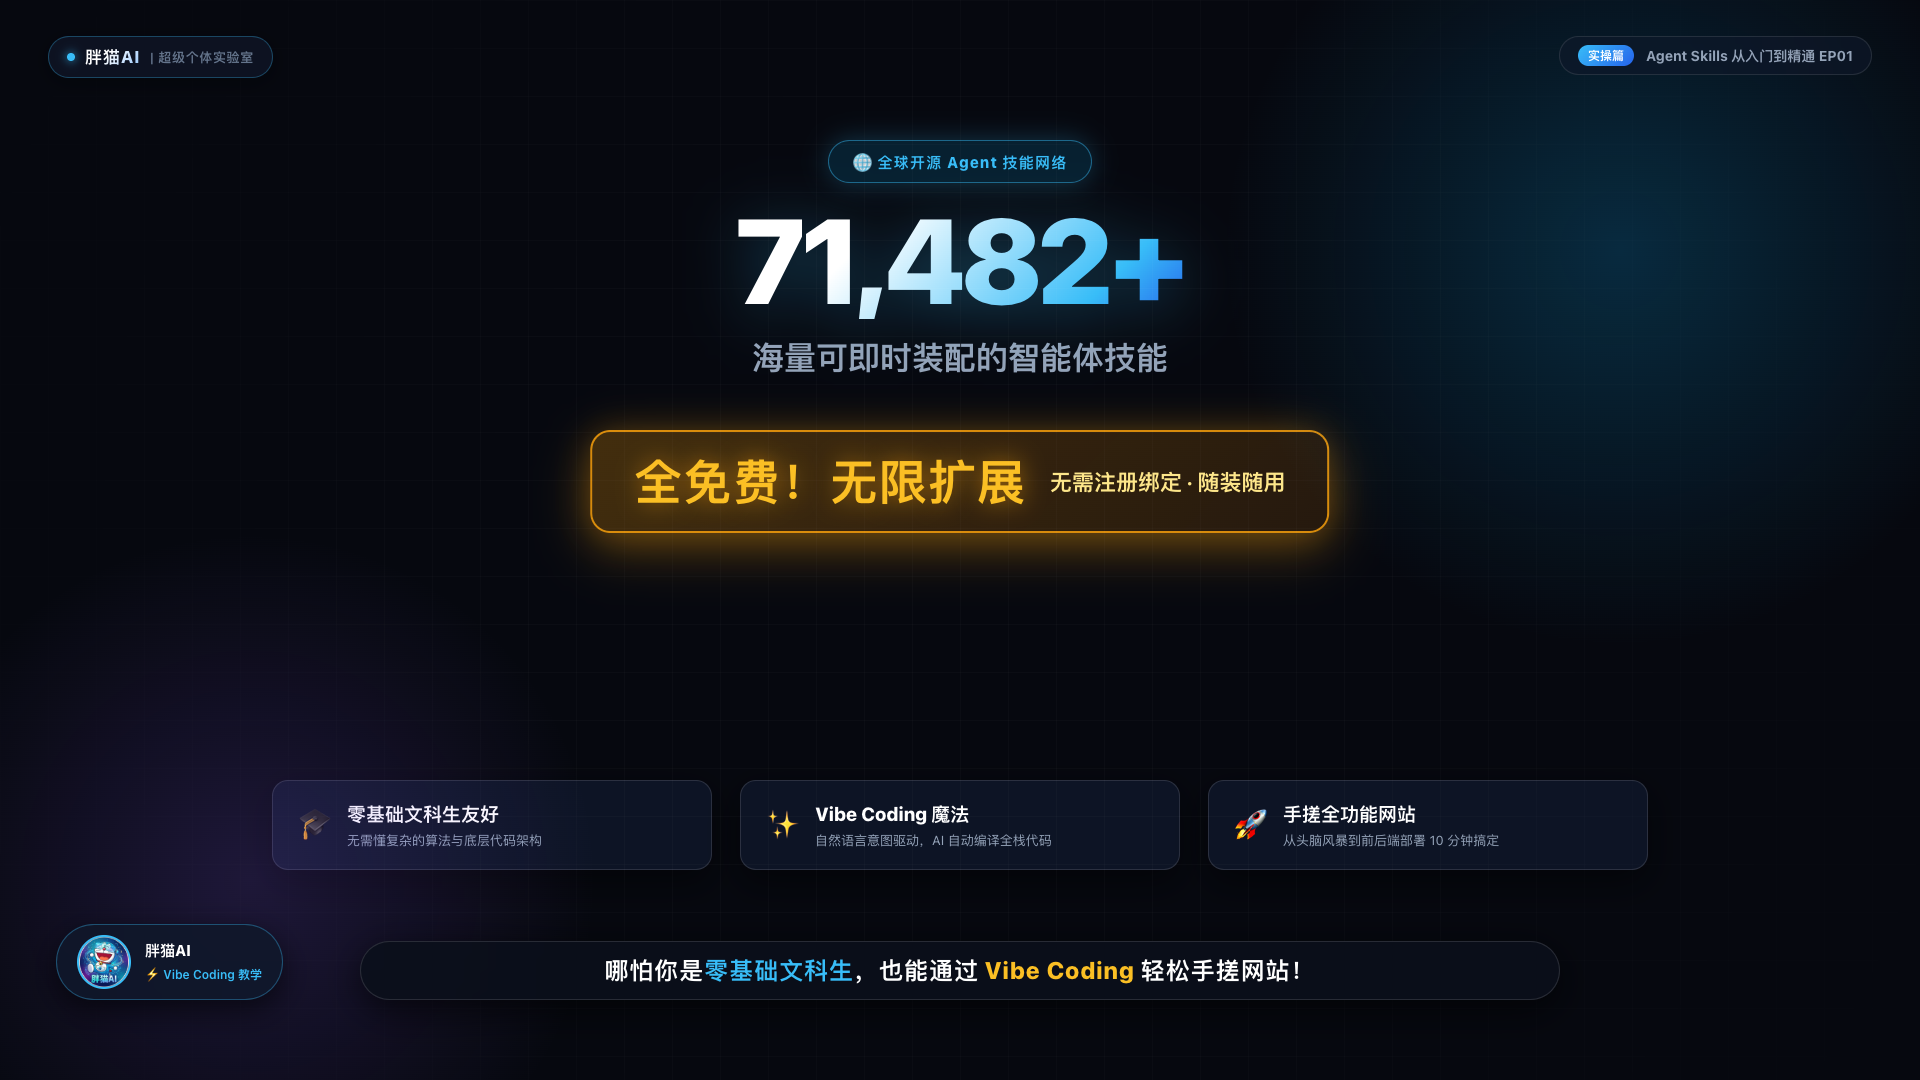 胖猫AI | 超级个体实验室
实操篇 Agent Skills 从入门到精通 EP01
🌐 全球开源 Agent 技能网络
71,482+
海量可即时装配的智能体技能
全免费！无限扩展 无需注册绑定 · 随装随用
零基础文科生友好
无需懂复杂的算法与底层代码架构
Vibe Coding 魔法
自然语言意图驱动，AI 自动编译全栈代码
手搓全功能网站
从头脑风暴到前后端部署 10 分钟搞定
胖猫AI
胖猫AI
⚡ Vibe Coding 教学
哪怕你是零基础文科生，也能通过 Vibe Coding 轻松手搓网站！